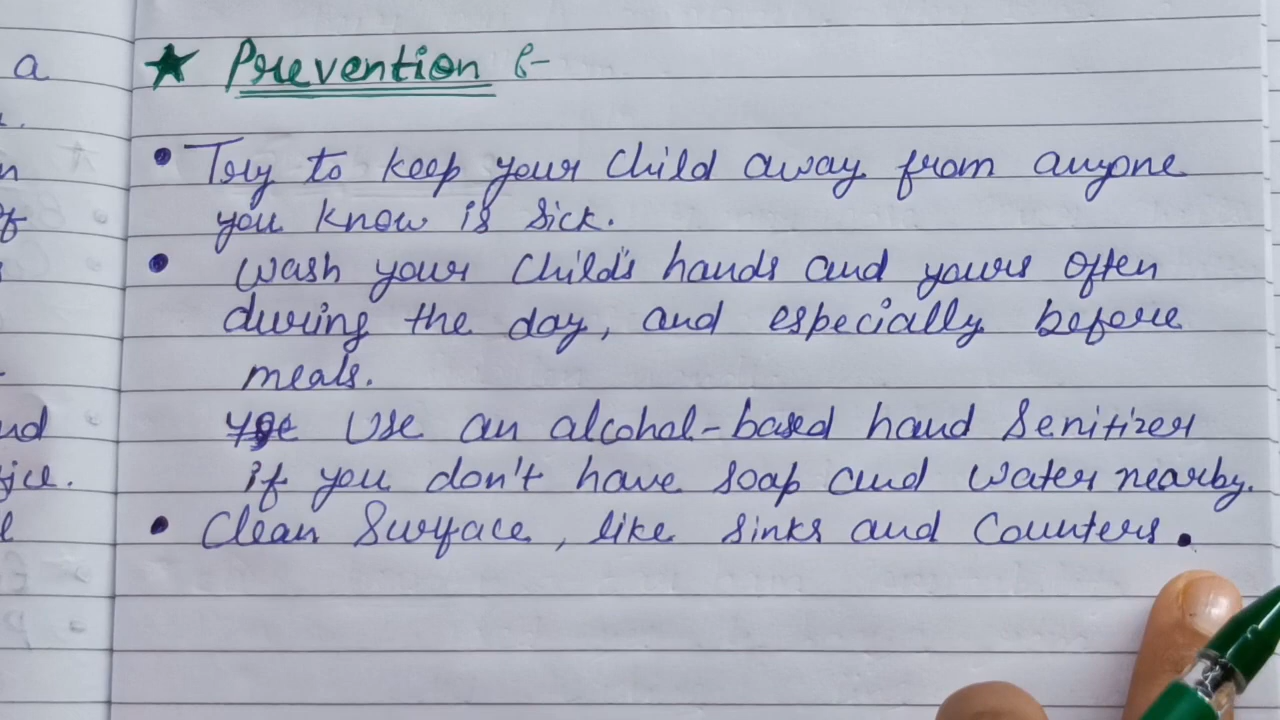 ★ Prevention :-
• Try to keep your child away from anyone
you know is sick.
• Wash your child's hands and yours often
during the day, and especially before
meals.
Use an alcohol-based hand Senitizer
if you don't have soap and water nearby.
• Clean Surface, like sinks and Counters.
a
nd